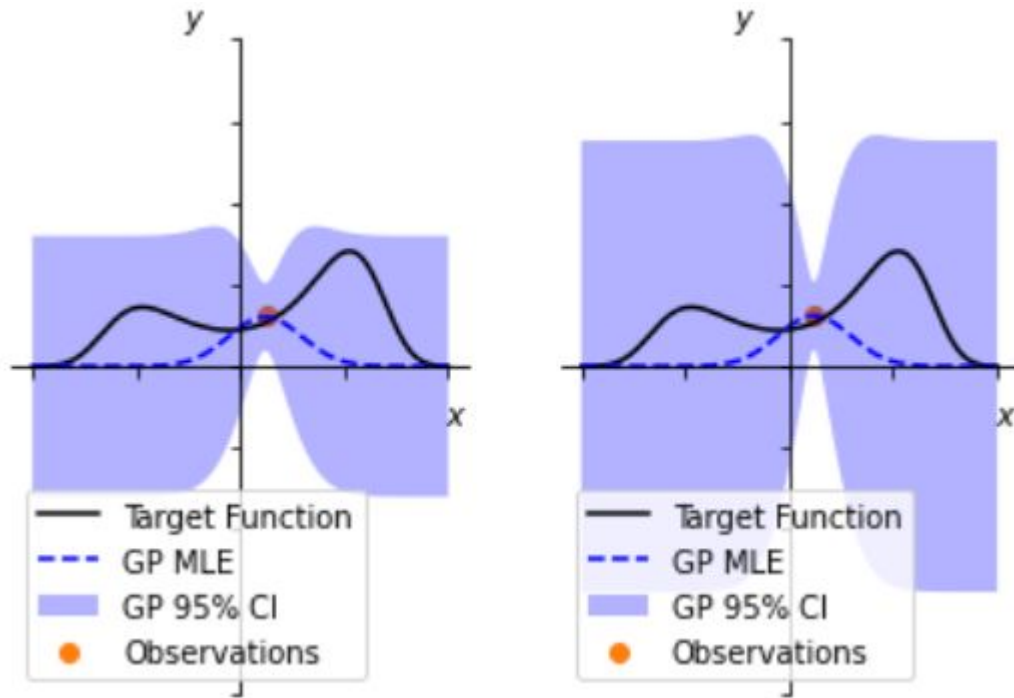 y
x
Target Function
GP MLE
GP 95% CI
Observations
y
x
Target Function
GP MLE
GP 95% CI
Observations